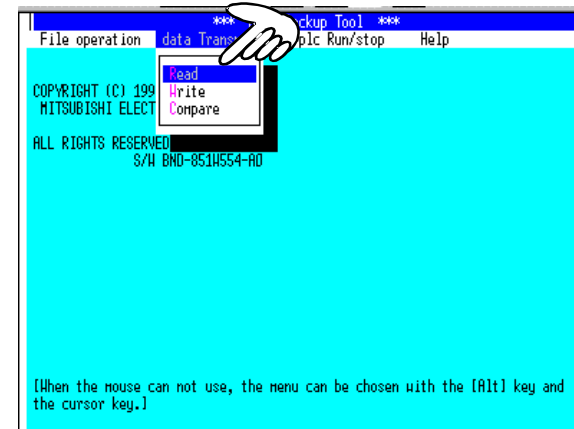 *** ckup Tool ***
File operation data Trans plc Run/stop Help
Read
COPYRIGHT (C) 199 Write
MITSUBISHI ELECT Compare
ALL RIGHTS RESERVED
S/W BND-851W554-A0
[When the mouse can not use, the menu can be chosen with the [Alt] key and
the cursor key.]